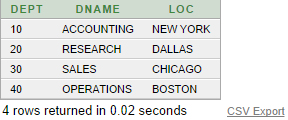 DEPT DNAME LOC
10 ACCOUNTING NEW YORK
20 RESEARCH DALLAS
30 SALES CHICAGO
40 OPERATIONS BOSTON
4 rows returned in 0.02 seconds CSV Export